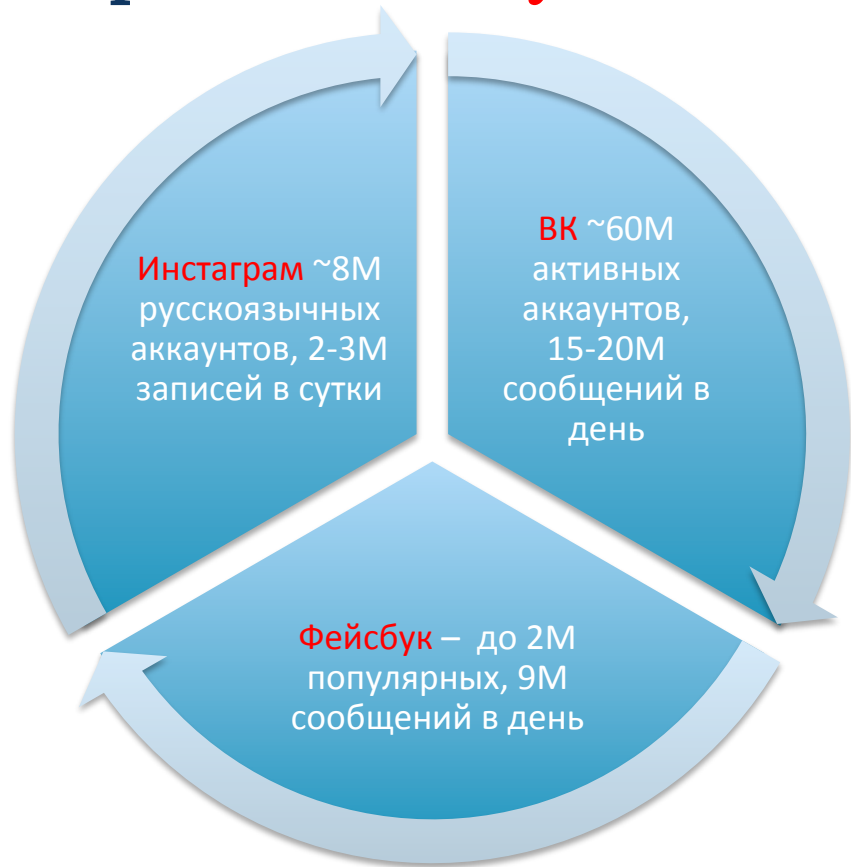 ВК ~60М
активных
аккаунтов,
15-20М
сообщений в
день
Фейсбук – до 2М
популярных, 9М
сообщений в день
Инстаграм ~8М
русскоязычных
аккаунтов, 2-3М
записей в сутки